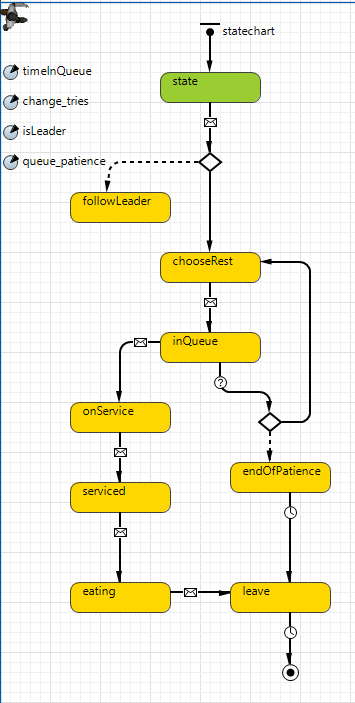 statechart
timeInQueue
state
change_tries
isLeader
queue_patience
followLeader
chooseRest
inQueue
?
onService
endOfPatience
serviced
eating
leave